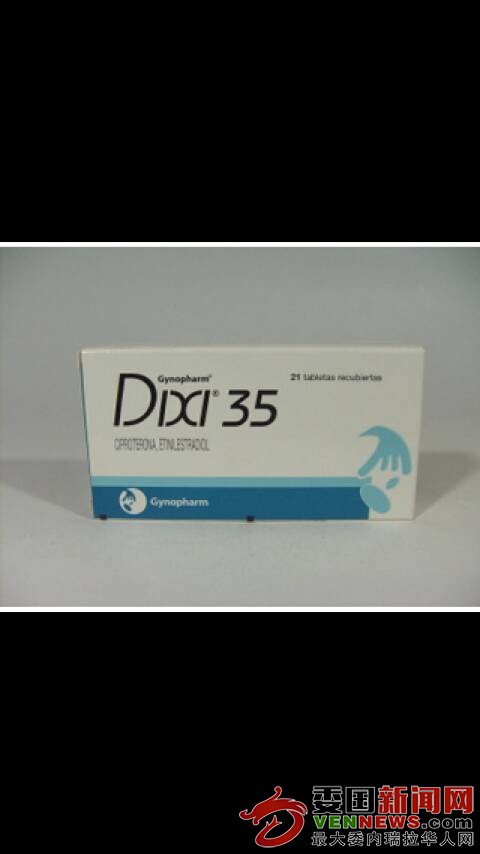 Gynopharm®
21 tabletas recubiertas
DIXI® 35
CIPROTERONA, ETINILESTRADIOL
Gynopharm
委国新闻网
VENNEWS.com
最大委内瑞拉华人网